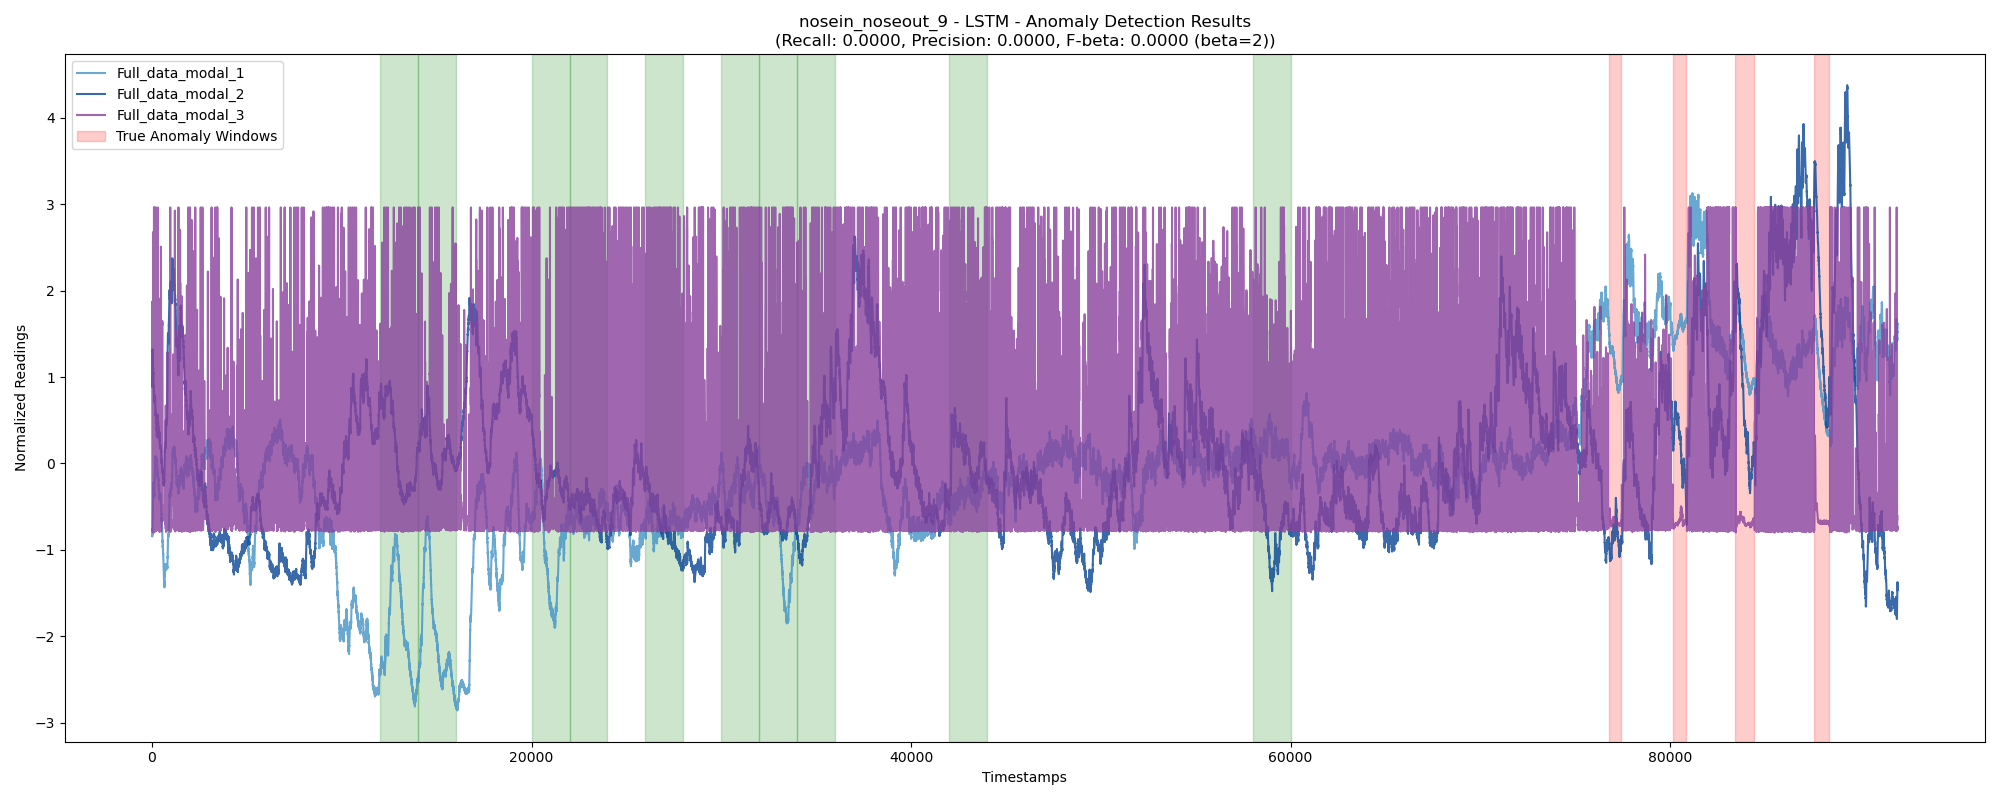 nosein_noseout_9 - LSTM - Anomaly Detection Results
(Recall: 0.0000, Precision: 0.0000, F-beta: 0.0000 (beta=2))
Full_data_modal_1
Full_data_modal_2
Full_data_modal_3
True Anomaly Windows
Normalized Readings
4
3
2
1
0
−1
−2
−3
0
20000
40000
60000
80000
Timestamps